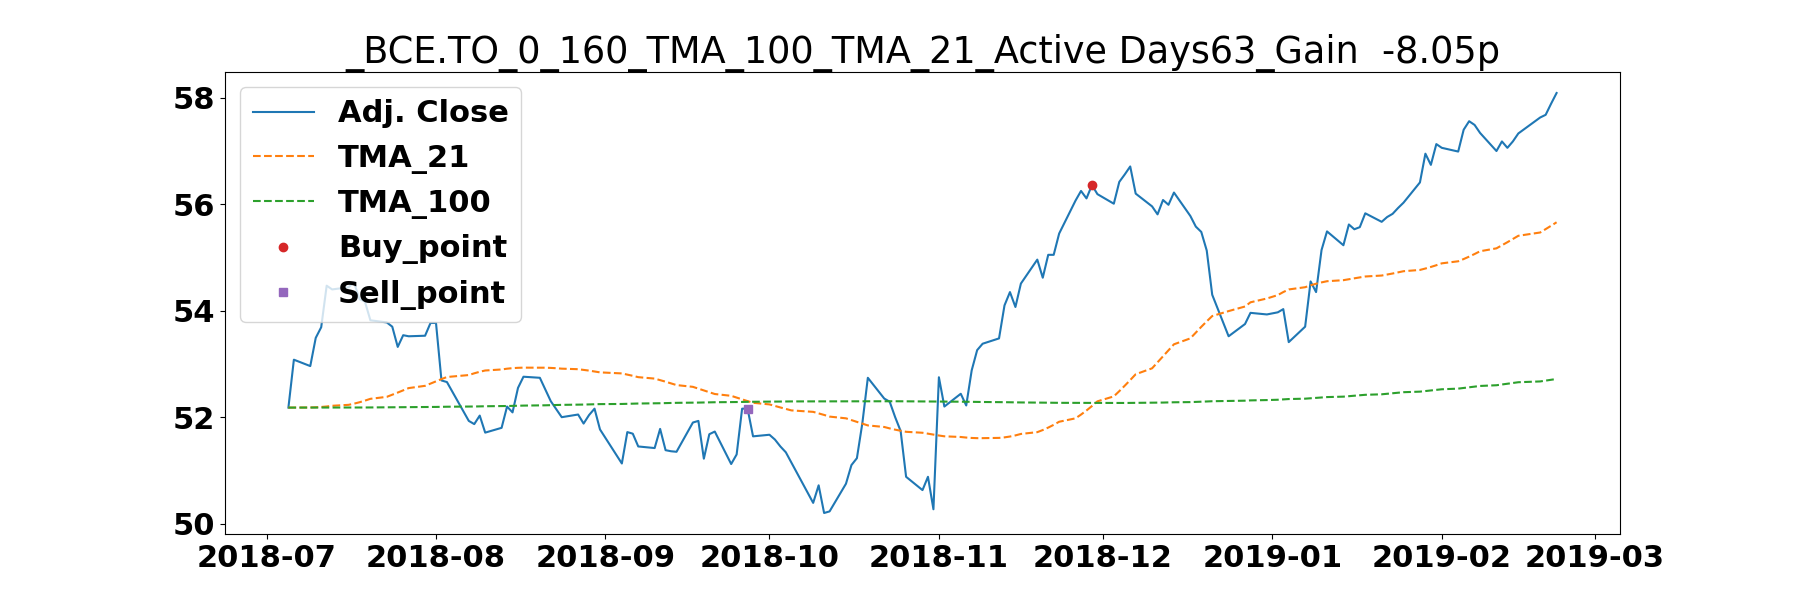 _BCE.TO_0_160_TMA_100_TMA_21_Active Days63_Gain  -8.05p
58
56
54
52
50
Adj. Close
TMA_21
TMA_100
Buy_point
Sell_point
2018-07 2018-08 2018-09 2018-10 2018-11 2018-12 2019-01 2019-02 2019-03